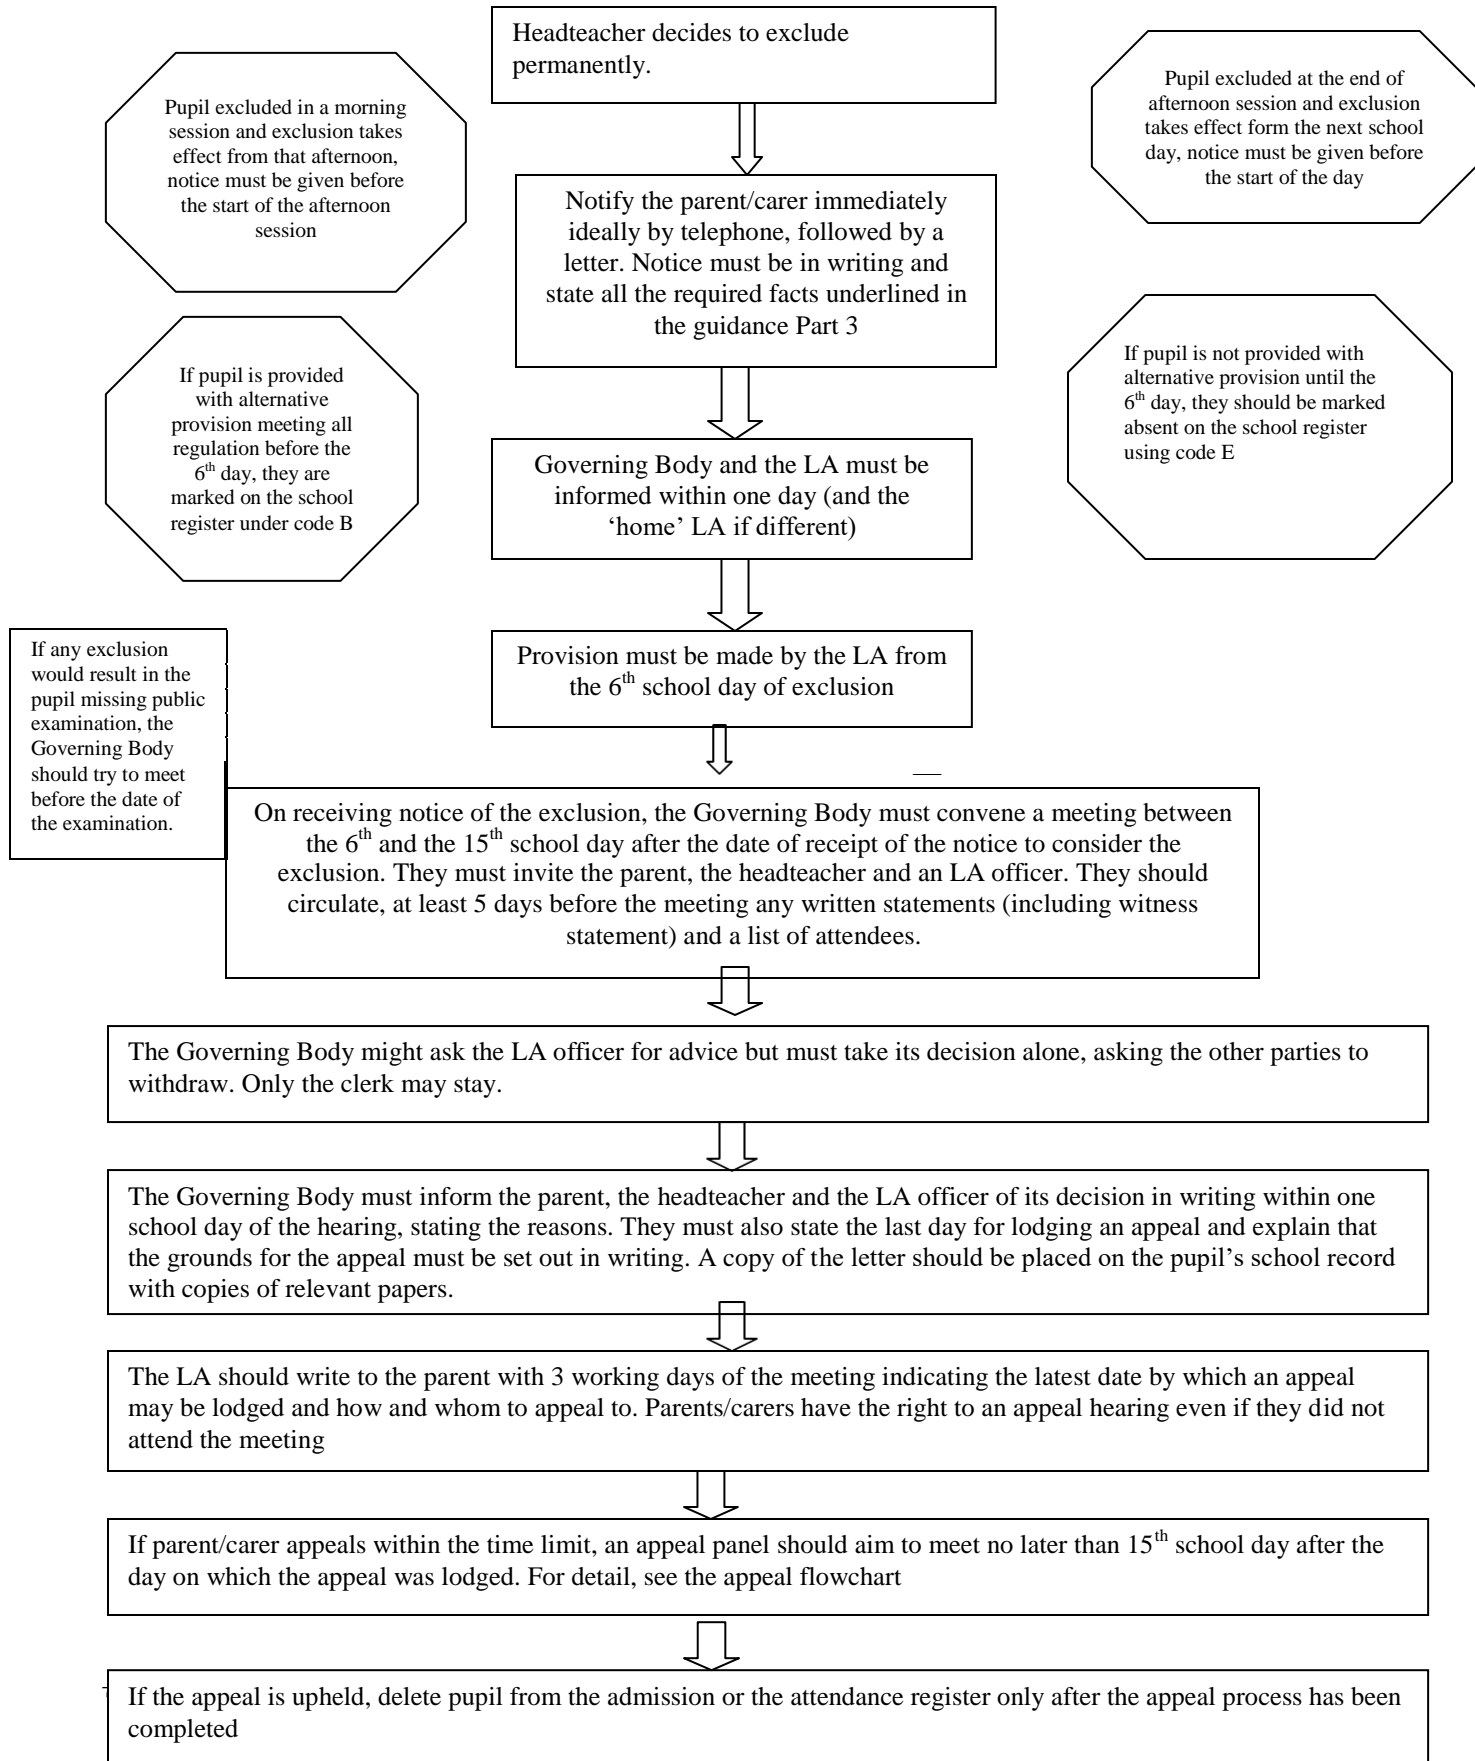 Headteacher decides to exclude
permanently.
Pupil excluded in a morning
session and exclusion takes
effect from that afternoon,
notice must be given before
the start of the afternoon
session
Pupil excluded at the end of
afternoon session and exclusion
takes effect form the next school
day, notice must be given before
the start of the day
Notify the parent/carer immediately
ideally by telephone, followed by a
letter. Notice must be in writing and
state all the required facts underlined in
the guidance Part 3
If pupil is provided
with alternative
provision meeting all
regulation before the
6th day, they are
marked on the school
register under code B
If pupil is not provided with
alternative provision until the
6th day, they should be marked
absent on the school register
using code E
Governing Body and the LA must be
informed within one day (and the
‘home’ LA if different)
Provision must be made by the LA from
the 6th school day of exclusion
If any exclusion
would result in the
pupil missing public
examination, the
Governing Body
should try to meet
before the date of
the examination.
On receiving notice of the exclusion, the Governing Body must convene a meeting between
the 6th and the 15th school day after the date of receipt of the notice to consider the
exclusion. They must invite the parent, the headteacher and an LA officer. They should
circulate, at least 5 days before the meeting any written statements (including witness
statement) and a list of attendees.
The Governing Body might ask the LA officer for advice but must take its decision alone, asking the other parties to
withdraw. Only the clerk may stay.
The Governing Body must inform the parent, the headteacher and the LA officer of its decision in writing within one
school day of the hearing, stating the reasons. They must also state the last day for lodging an appeal and explain that
the grounds for the appeal must be set out in writing. A copy of the letter should be placed on the pupil’s school record
with copies of relevant papers.
The LA should write to the parent with 3 working days of the meeting indicating the latest date by which an appeal
may be lodged and how and whom to appeal to. Parents/carers have the right to an appeal hearing even if they did not
attend the meeting
If parent/carer appeals within the time limit, an appeal panel should aim to meet no later than 15th school day after the
day on which the appeal was lodged. For detail, see the appeal flowchart
If the appeal is upheld, delete pupil from the admission or the attendance register only after the appeal process has been
completed